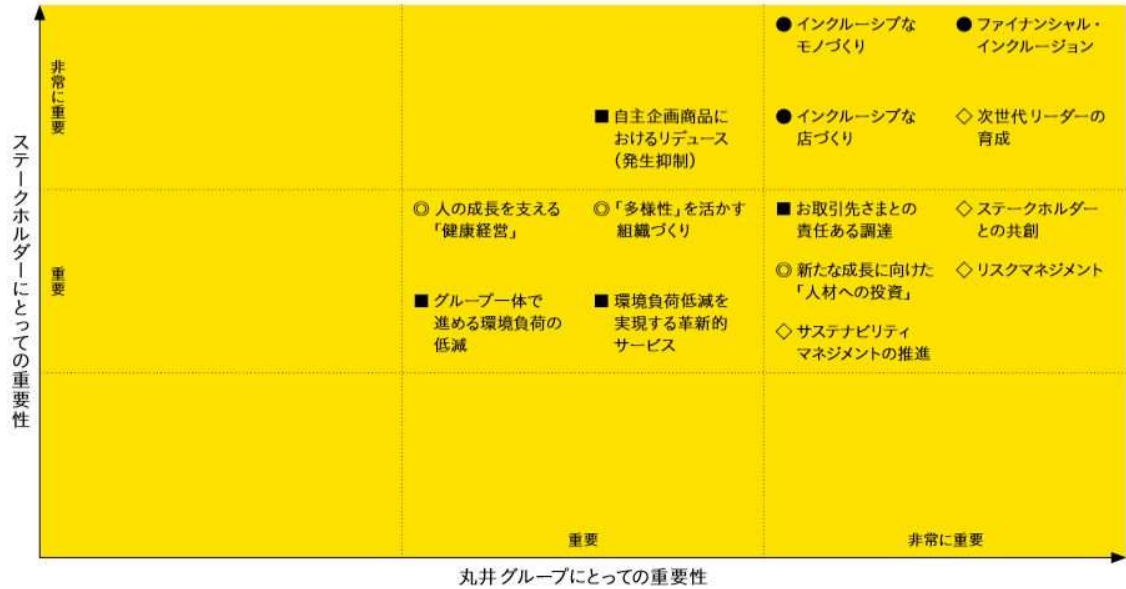 ステークホルダーにとっての重要性
非常に重要
● インクルーシブな
モノづくり
● ファイナンシャル・
インクルージョン
■ 自主企画商品に
おけるリデュース
(発生抑制)
● インクルーシブな
店づくり
◇ 次世代リーダーの
育成
重要
◎ 人の成長を支える
「健康経営」
◎「多様性」を活かす
組織づくり
■ お取引先さまとの
責任ある調達
◇ ステークホルダー
との共創
◎ 新たな成長に向けた
「人材への投資」
◇ リスクマネジメント
■ グループ一体で
進める環境負荷の
低減
■ 環境負荷低減を
実現する革新的
サービス
◇ サステナビリティ
マネジメントの推進
重要
非常に重要
丸井グループにとっての重要性